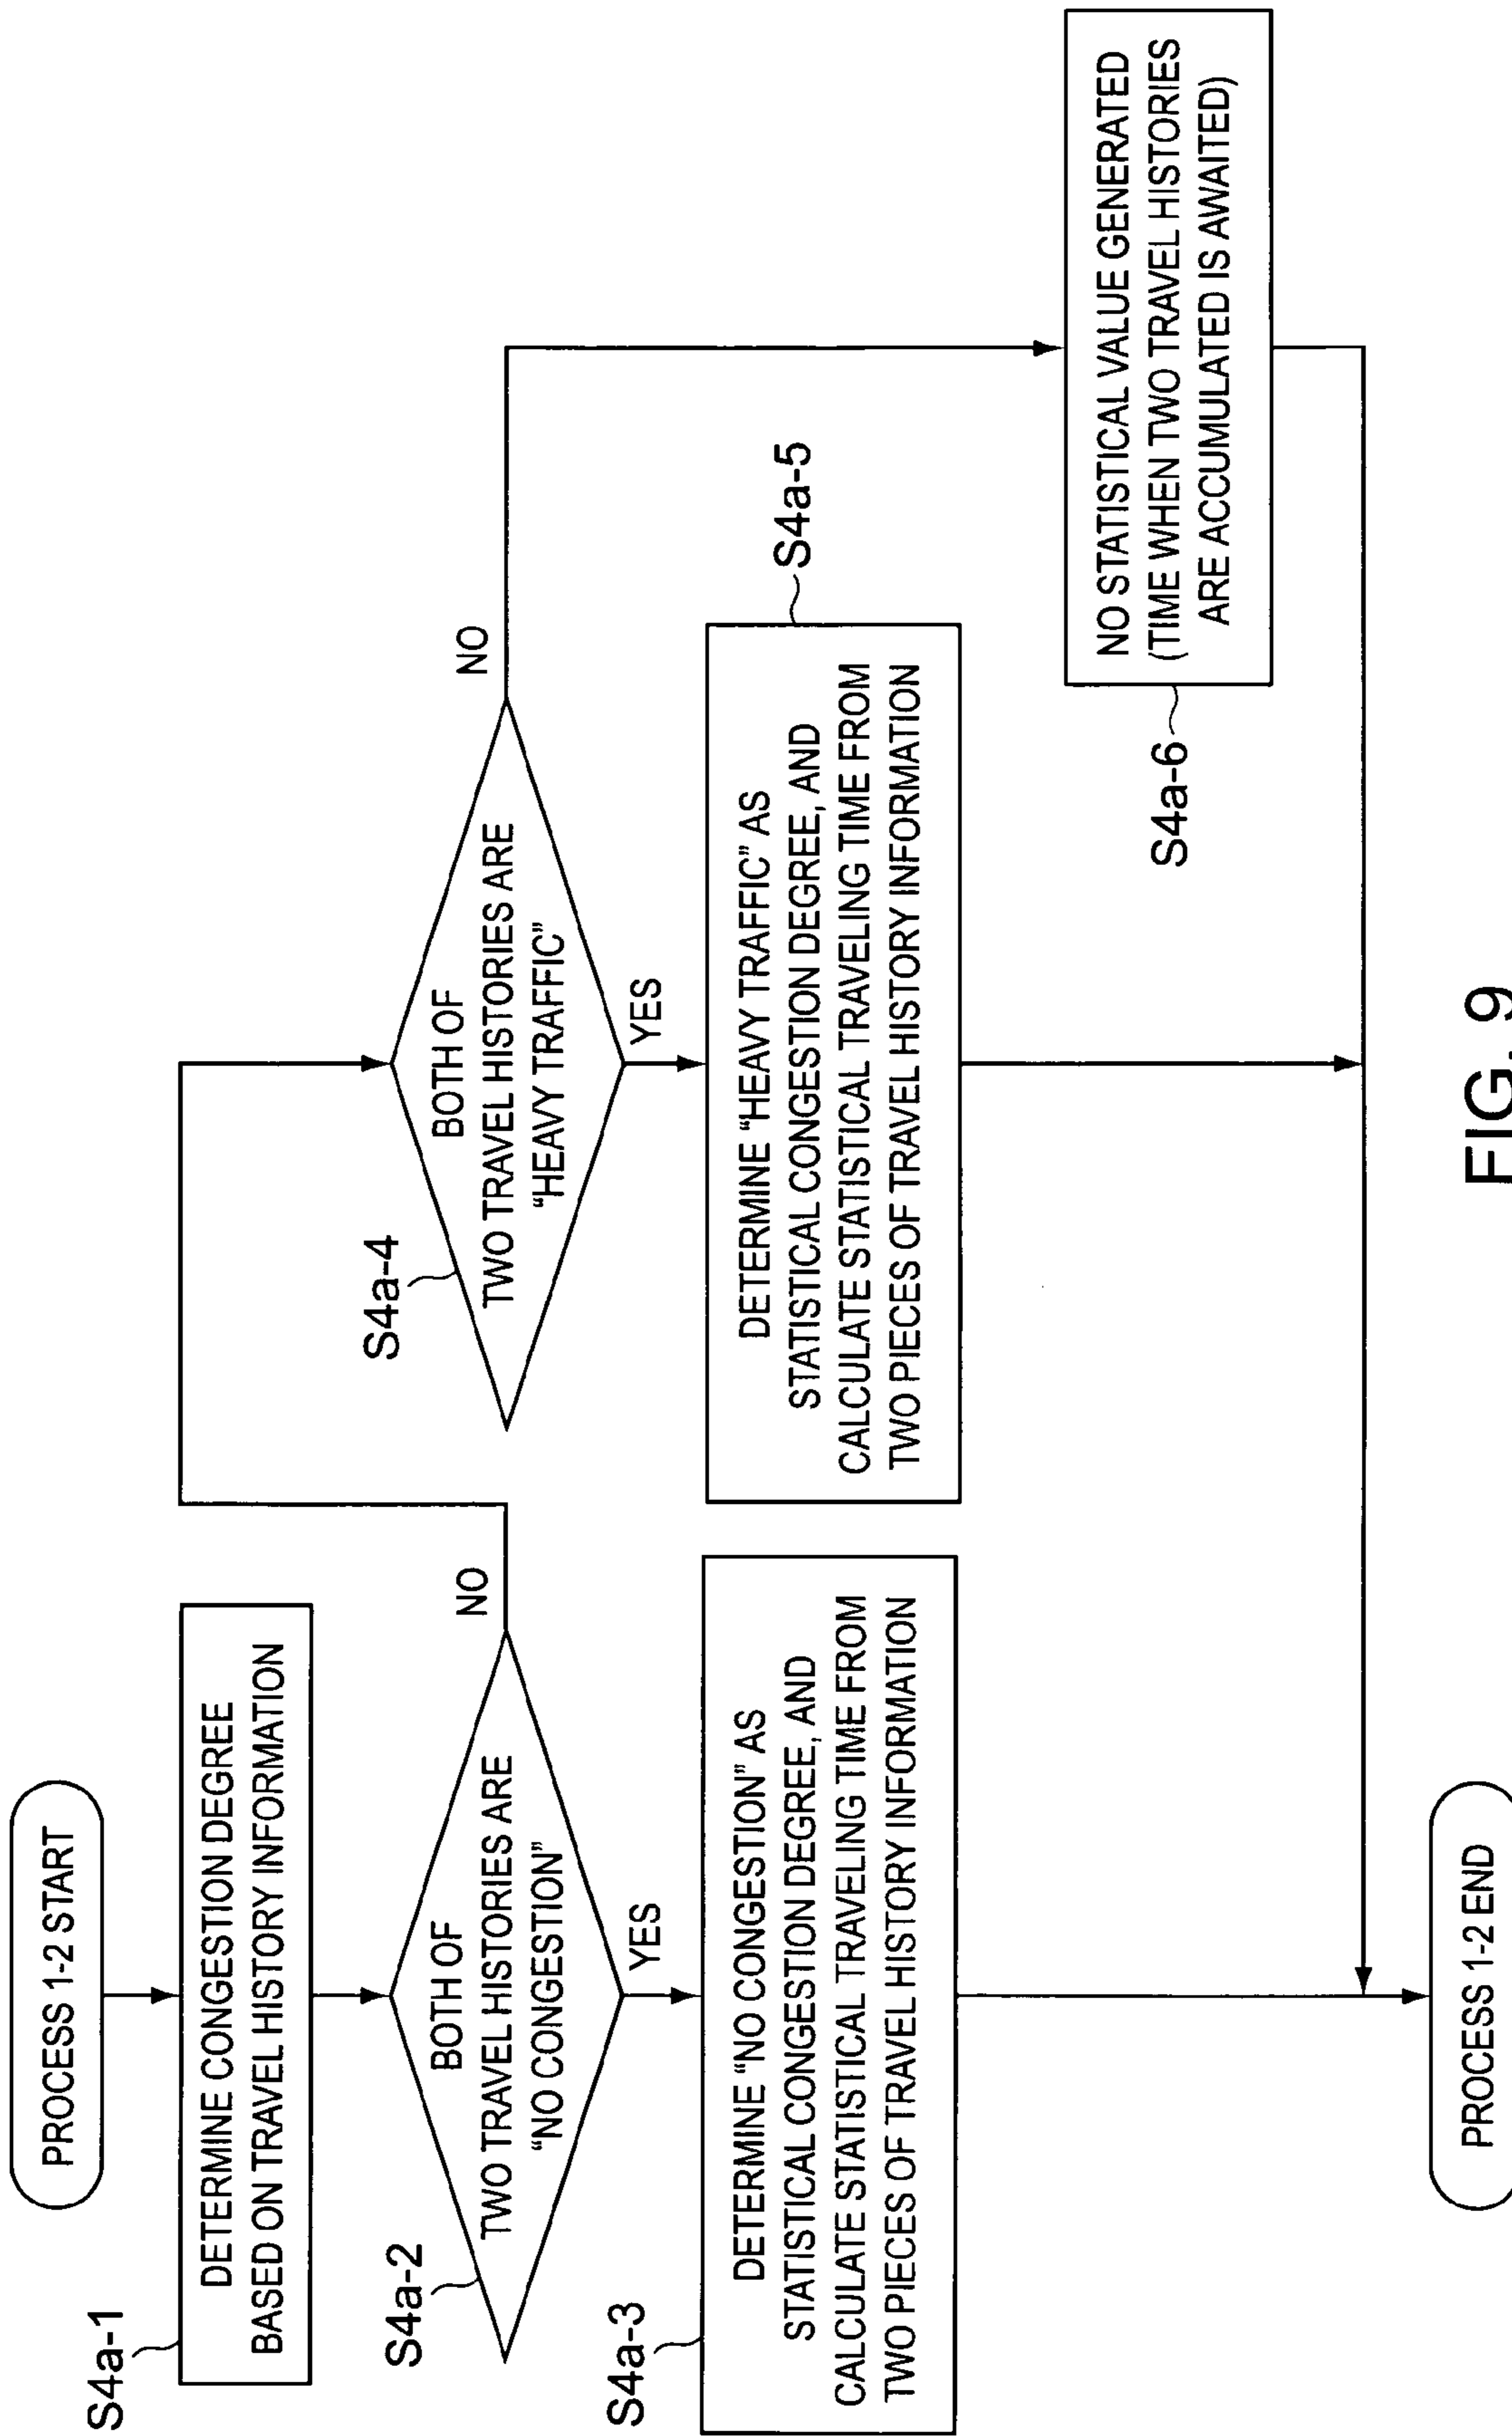 PROCESS 1-2 START
S4a-1
DETERMINE CONGESTION DEGREE
BASED ON TRAVEL HISTORY INFORMATION
S4a-2
BOTH OF
TWO TRAVEL HISTORIES ARE
“NO CONGESTION”
NO
YES
S4a-3
DETERMINE “NO CONGESTION” AS
STATISTICAL CONGESTION DEGREE, AND
CALCULATE STATISTICAL TRAVELING TIME FROM
TWO PIECES OF TRAVEL HISTORY INFORMATION
S4a-4
BOTH OF
TWO TRAVEL HISTORIES ARE
“HEAVY TRAFFIC”
NO
YES
DETERMINE “HEAVY TRAFFIC” AS
STATISTICAL CONGESTION DEGREE, AND
CALCULATE STATISTICAL TRAVELING TIME FROM
TWO PIECES OF TRAVEL HISTORY INFORMATION
S4a-5
NO STATISTICAL VALUE GENERATED
(TIME WHEN TWO TRAVEL HISTORIES
ARE ACCUMULATED IS AWAITED)
S4a-6
PROCESS 1-2 END
FIG. 9